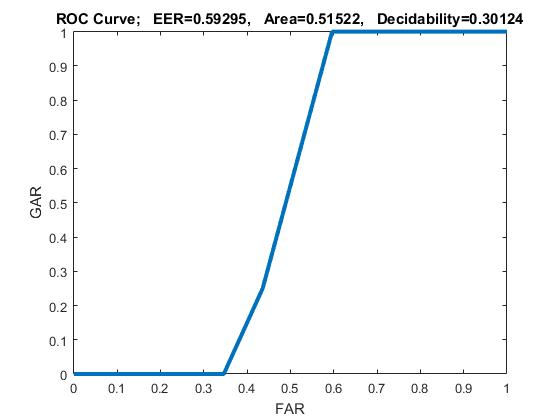 ROC Curve;   EER=0.59295,   Area=0.51522,   Decidability=0.30124
1
0.9
0.8
0.7
0.6
0.5
0.4
0.3
0.2
0.1
0
GAR
0 0.1 0.2 0.3 0.4 0.5 0.6 0.7 0.8 0.9 1
FAR